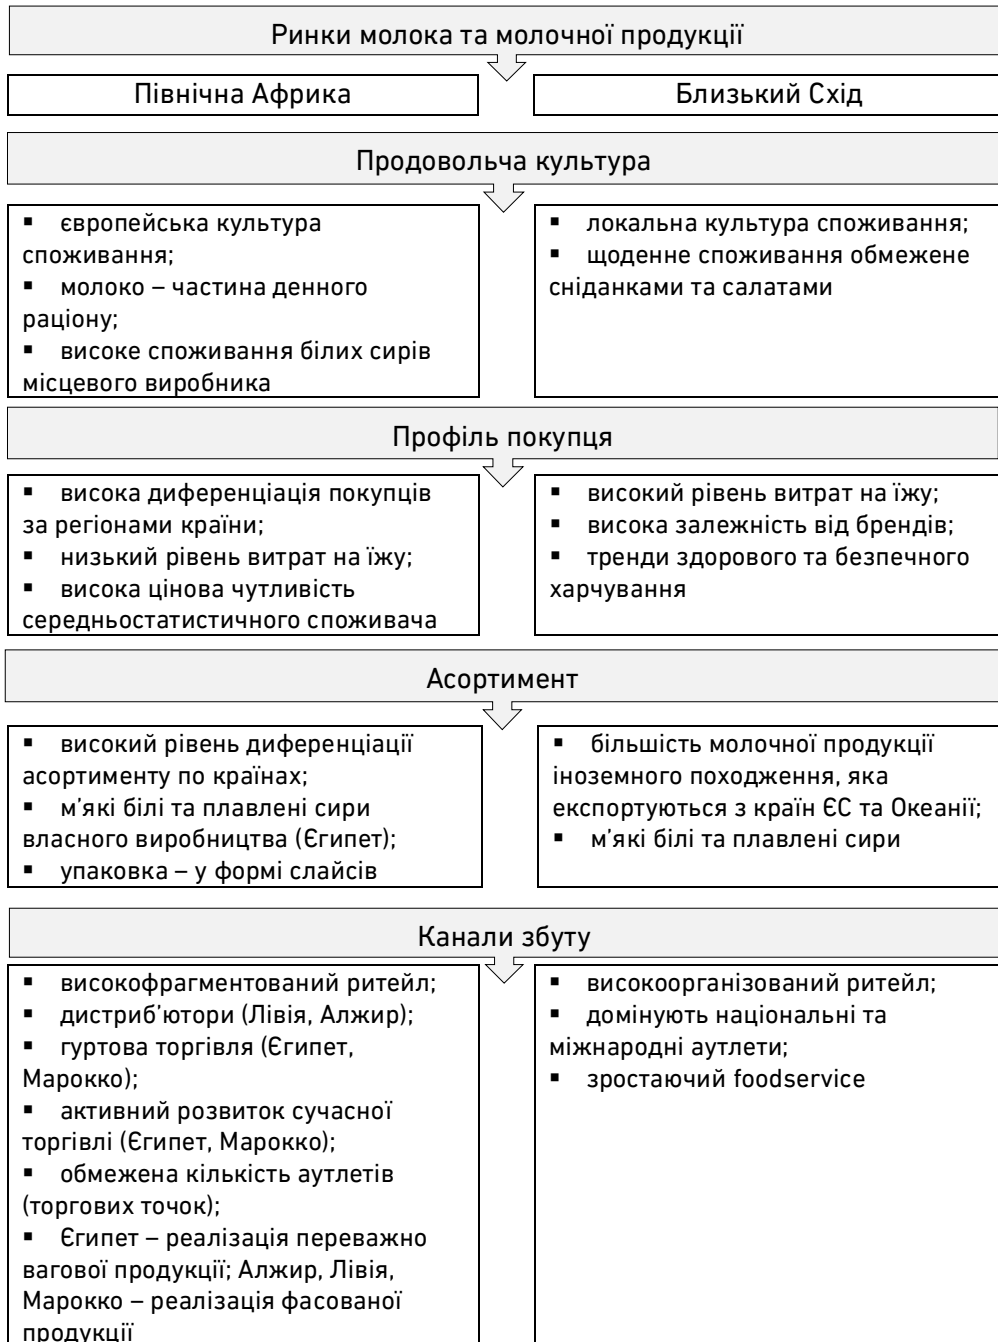 Ринки молока та молочної продукції
Північна Африка
Близький Схід
Продовольча культура
▪ європейська культура
споживання;
▪ молоко – частина денного
раціону;
▪ високе споживання білих сирів
місцевого виробника
▪ локальна культура споживання;
▪ щоденне споживання обмежене
сніданками та салатами
Профіль покупця
▪ висока диференціація покупців
за регіонами країни;
▪ низький рівень витрат на їжу;
▪ висока цінова чутливість
середньостатистичного споживача
▪ високий рівень витрат на їжу;
▪ висока залежність від брендів;
▪ тренди здорового та безпечного
харчування
Асортимент
▪ високий рівень диференціації
асортименту по країнах;
▪ м’які білі та плавлені сири
власного виробництва (Єгипет);
▪ упаковка – у формі слайсів
▪ більшість молочної продукції
іноземного походження, яка
експортуються з країн ЄС та Океанії;
▪ м’які білі та плавлені сири
Канали збуту
▪ високофрагментований ритейл;
▪ дистриб’ютори (Лівія, Алжир);
▪ гуртова торгівля (Єгипет,
Марокко);
▪ активний розвиток сучасної
торгівлі (Єгипет, Марокко);
▪ обмежена кількість аутлетів
(торгових точок);
▪ Єгипет – реалізація переважно
вагової продукції; Алжир, Лівія,
Марокко – реалізація фасованої
продукції
▪ високоорганізований ритейл;
▪ домінують національні та
міжнародні аутлети;
▪ зростаючий foodservice